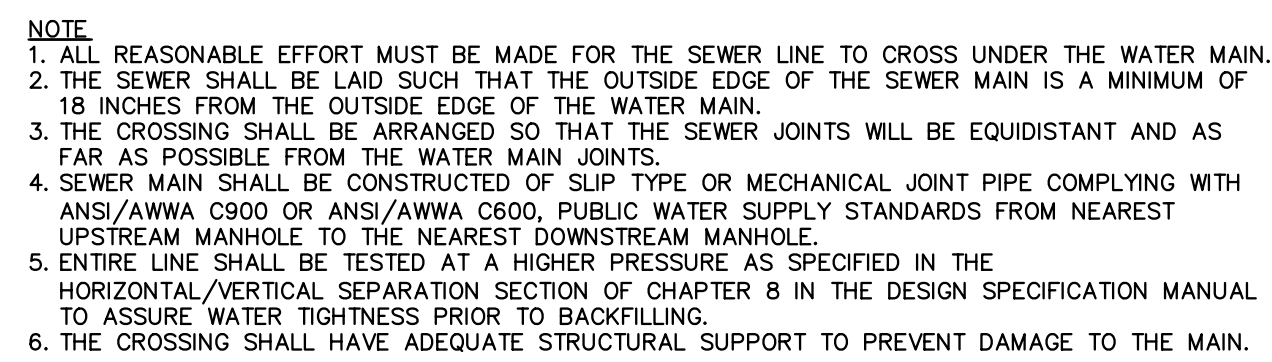 NOTE
1. ALL REASONABLE EFFORT MUST BE MADE FOR THE SEWER LINE TO CROSS UNDER THE WATER MAIN.
2. THE SEWER SHALL BE LAID SUCH THAT THE OUTSIDE EDGE OF THE SEWER MAIN IS A MINIMUM OF
18 INCHES FROM THE OUTSIDE EDGE OF THE WATER MAIN.
3. THE CROSSING SHALL BE ARRANGED SO THAT THE SEWER JOINTS WILL BE EQUIDISTANT AND AS
FAR AS POSSIBLE FROM THE WATER MAIN JOINTS.
4. SEWER MAIN SHALL BE CONSTRUCTED OF SLIP TYPE OR MECHANICAL JOINT PIPE COMPLYING WITH
ANSI/AWWA C900 OR ANSI/AWWA C600, PUBLIC WATER SUPPLY STANDARDS FROM NEAREST
UPSTREAM MANHOLE TO THE NEAREST DOWNSTREAM MANHOLE.
5. ENTIRE LINE SHALL BE TESTED AT A HIGHER PRESSURE AS SPECIFIED IN THE
HORIZONTAL/VERTICAL SEPARATION SECTION OF CHAPTER 8 IN THE DESIGN SPECIFICATION MANUAL
TO ASSURE WATER TIGHTNESS PRIOR TO BACKFILLING.
6. THE CROSSING SHALL HAVE ADEQUATE STRUCTURAL SUPPORT TO PREVENT DAMAGE TO THE MAIN.